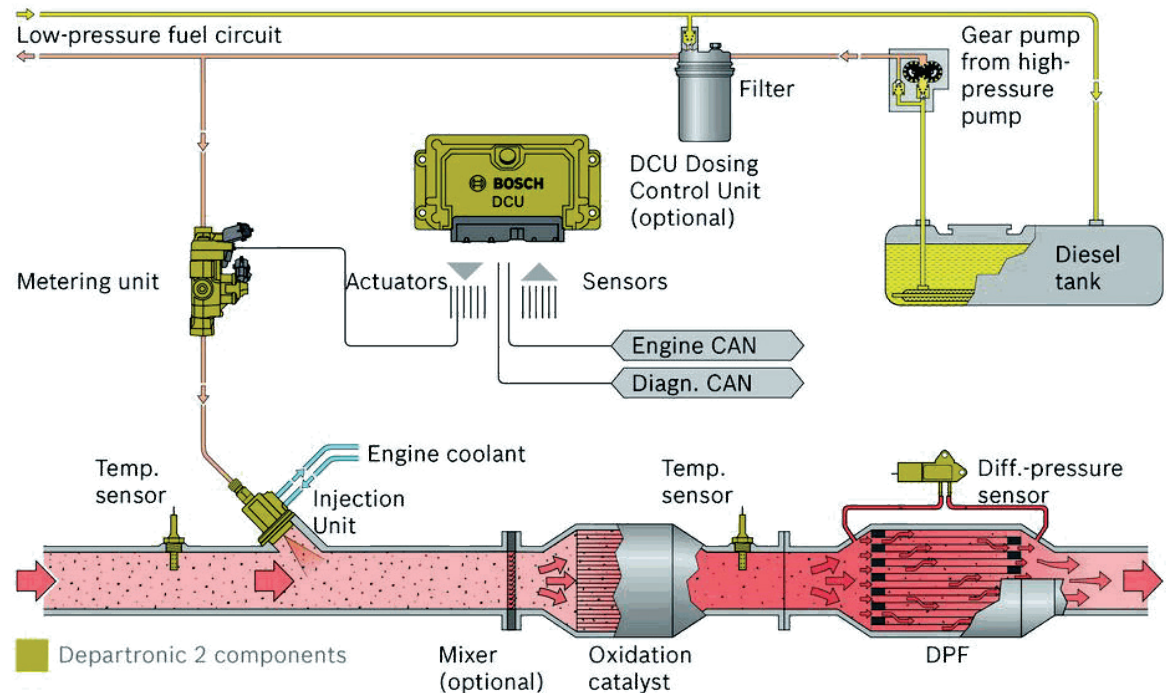 Low-pressure fuel circuit
Gear pump
from high-
pressure
pump
Filter
DCU Dosing
Control Unit
(optional)
BOSCH
DCU
Diesel
tank
Metering unit
Actuators
Sensors
Engine CAN
Diagn. CAN
Engine coolant
Temp.
sensor
Injection
Unit
Temp.
sensor
Diff.-pressure
sensor
Departronic 2 components
Mixer
(optional)
Oxidation
catalyst
DPF